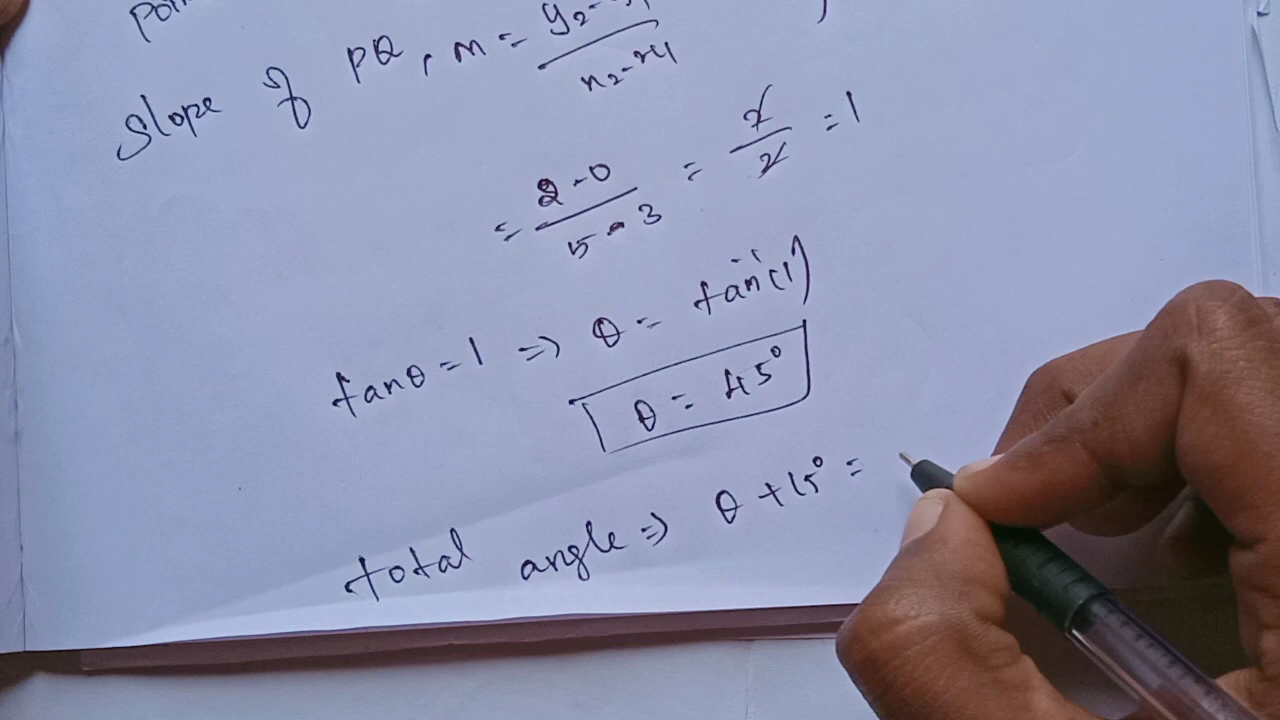 Slope of PQ, m = y₂-y₁/x₂-x₁
= 2-0/5-3 = 2/2 = 1
tanθ = 1 => θ = tan⁻¹(1)
θ = 45°
total angle => θ + 15° =